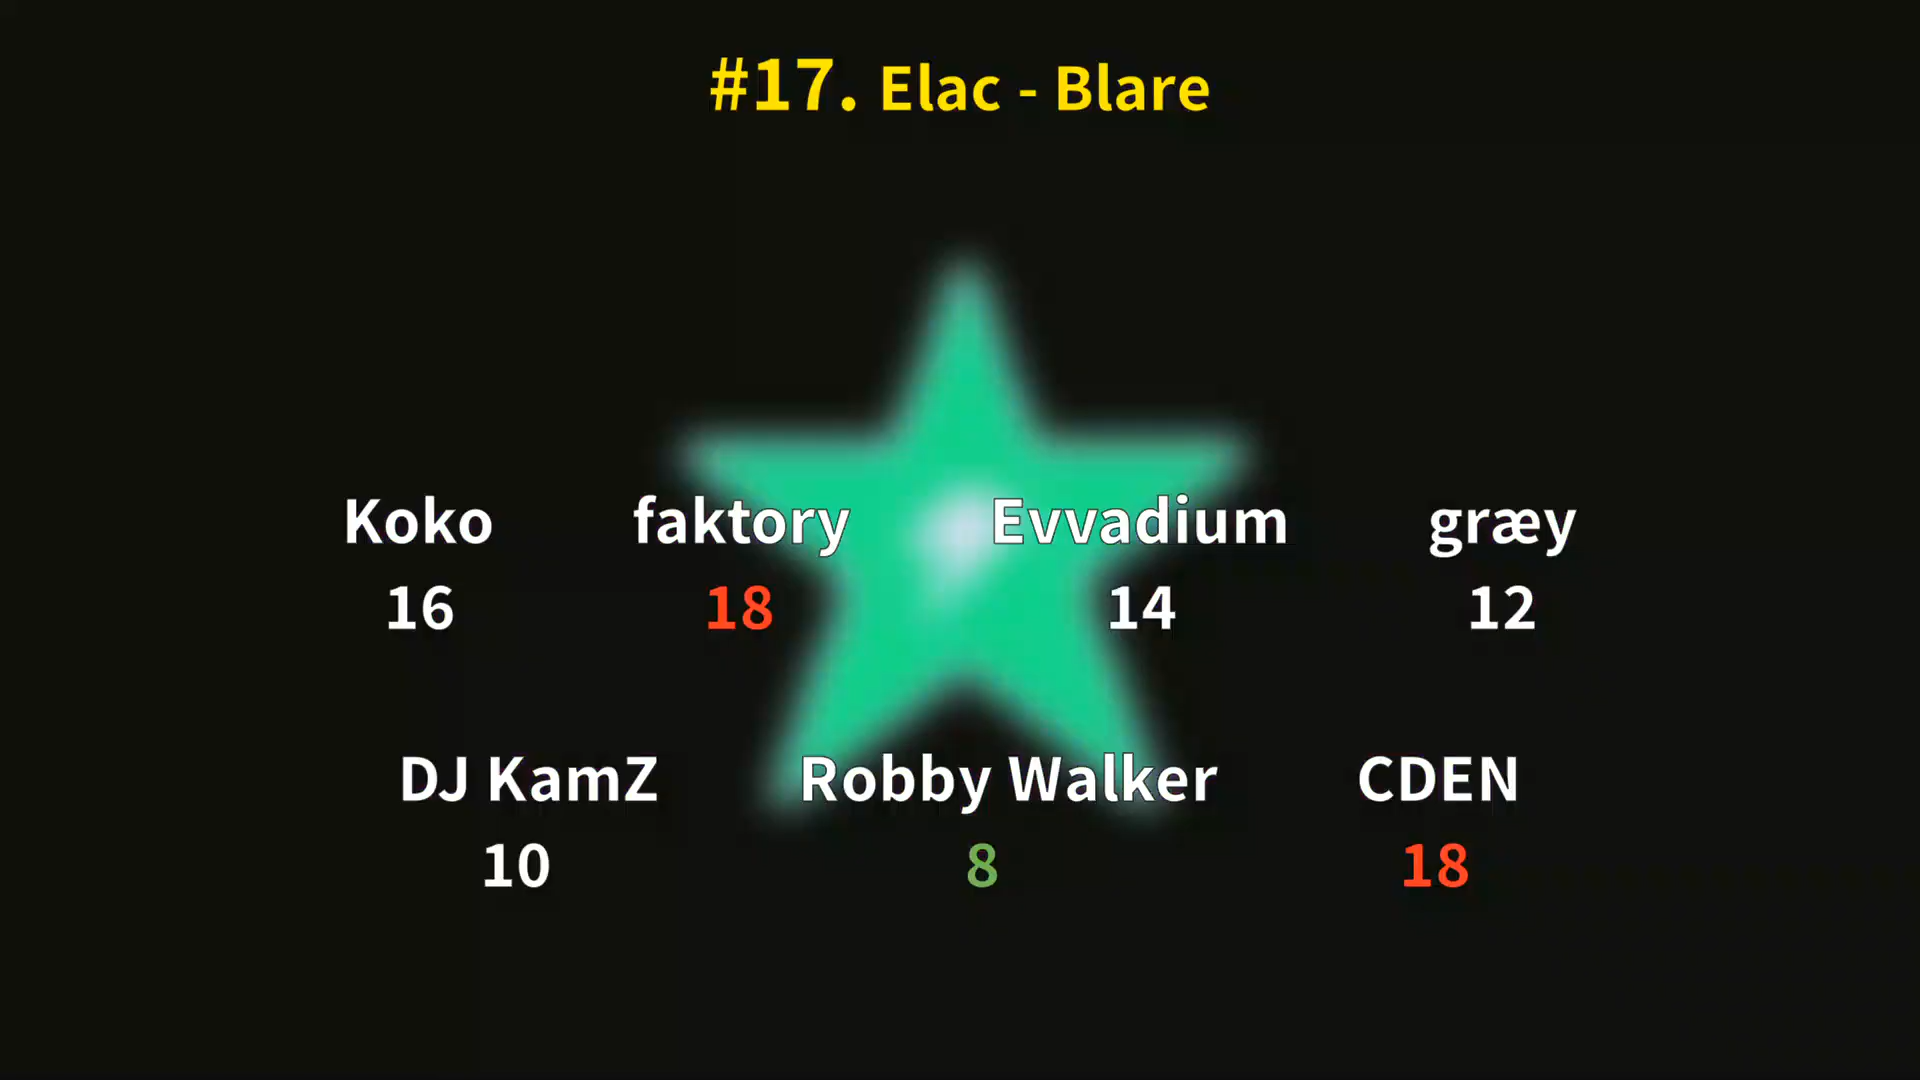 #17. Elac - Blare
Koko faktory Evvadium græy
16 18 14 12
DJ KamZ Robby Walker CDEN
10 8 18